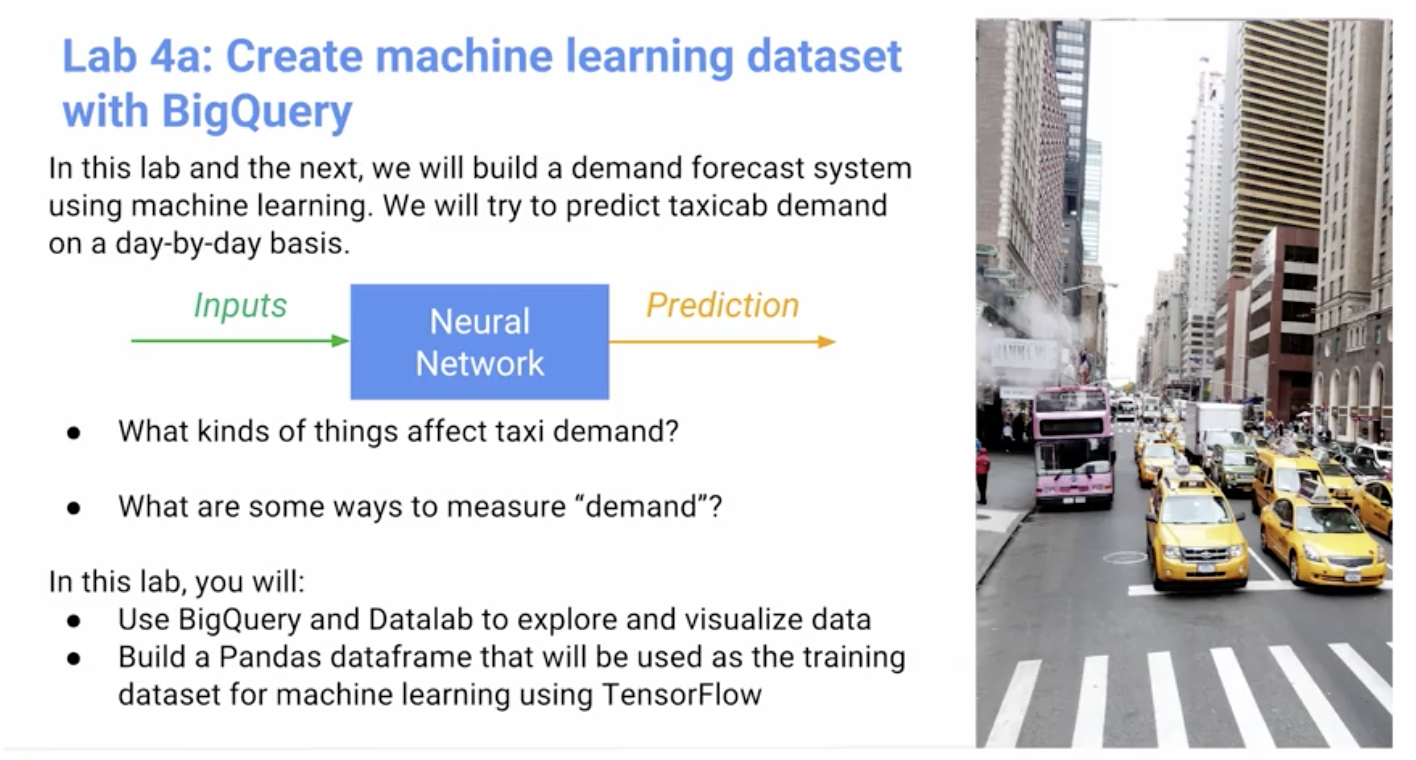 Lab 4a: Create machine learning dataset
with BigQuery
In this lab and the next, we will build a demand forecast system
using machine learning. We will try to predict taxicab demand
on a day-by-day basis.
Inputs
Neural
Network
Prediction
● What kinds of things affect taxi demand?
● What are some ways to measure “demand”?
In this lab, you will:
● Use BigQuery and Datalab to explore and visualize data
● Build a Pandas dataframe that will be used as the training
dataset for machine learning using TensorFlow